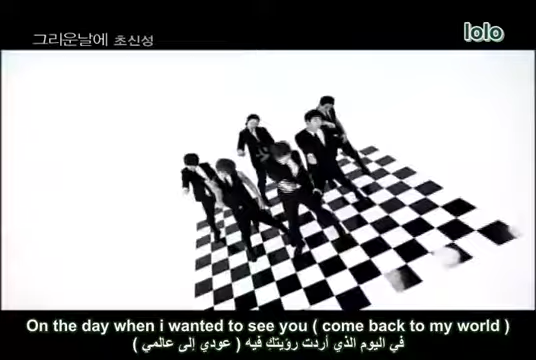 그리운날에 초신성
lolo
On the day when i wanted to see you ( come back to my world )
في اليوم الذي أردت رؤيتكِ فيه ( عودي إلى عالمي )